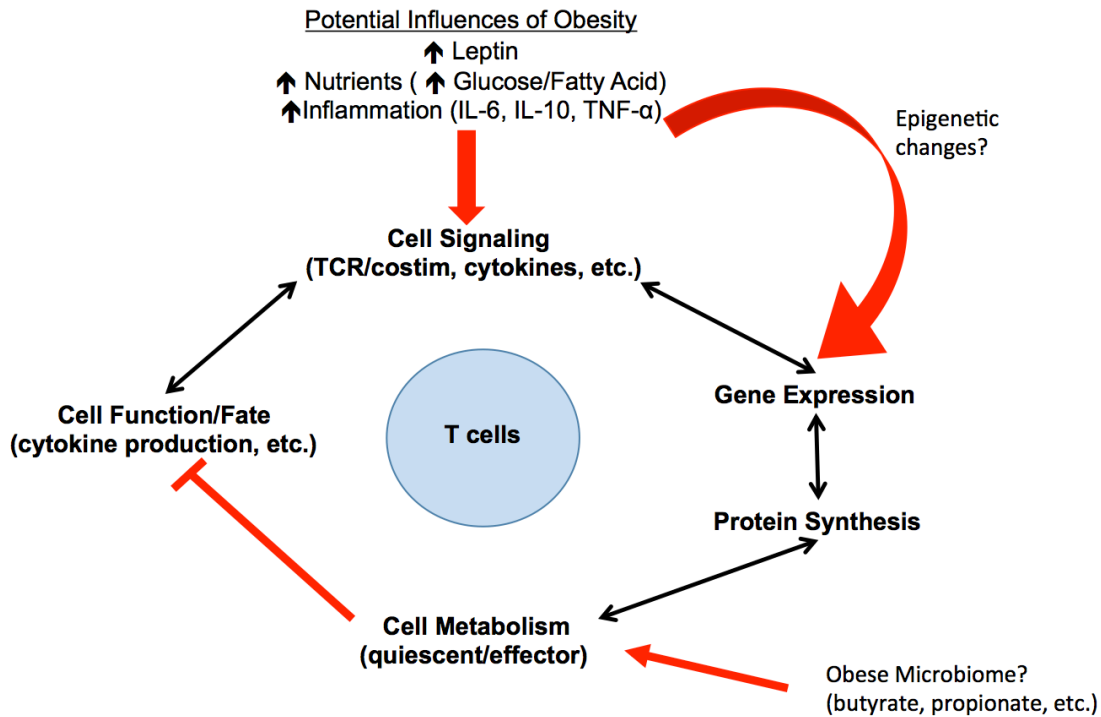 Potential Influences of Obesity
↑ Leptin
↑ Nutrients ( ↑ Glucose/Fatty Acid)
↑Inflammation (IL-6, IL-10, TNF-α)
Epigenetic
changes?
Cell Signaling
(TCR/costim, cytokines, etc.)
Gene Expression
Cell Function/Fate
(cytokine production, etc.)
T cells
Protein Synthesis
Cell Metabolism
(quiescent/effector)
Obese Microbiome?
(butyrate, propionate, etc.)